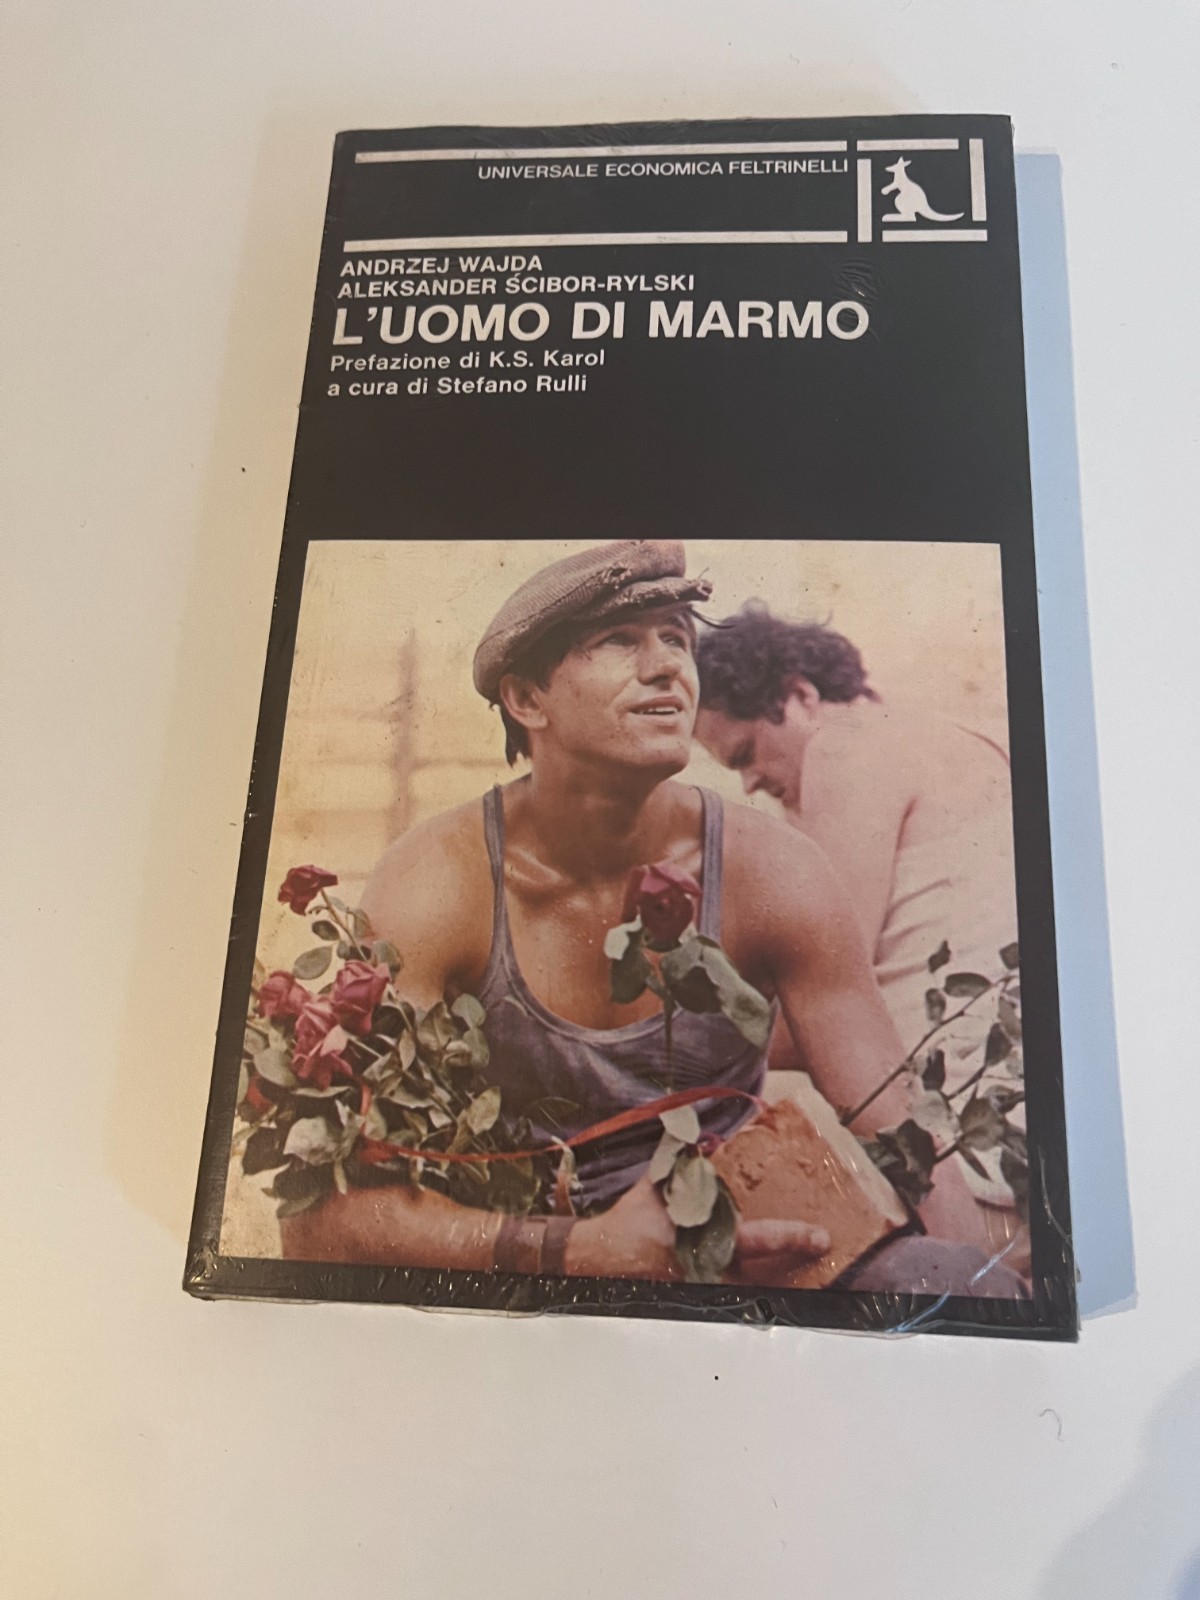 UNIVERSALE ECONOMICA FELTRINELLI
ANDRZEJ WAJDA
ALEKSANDER ŚCIBOR-RYLSKI
L'UOMO DI MARMO
Prefazione di K.S. Karol
a cura di Stefano Rulli